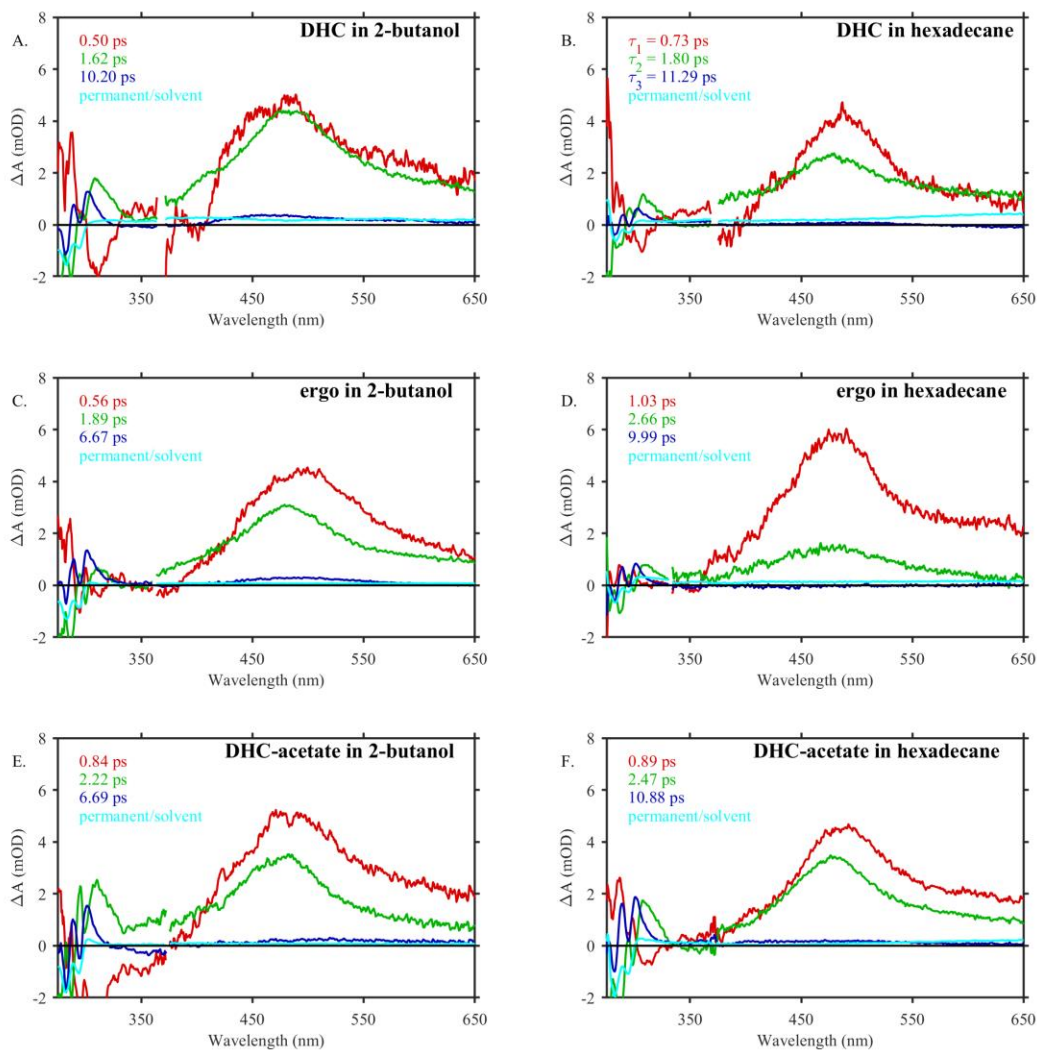 A.
DHC in 2-butanol
0.50 ps
1.62 ps
10.20 ps
permanent/solvent
8
6
4
2
0
-2
ΔA (mOD)
350
450
550
650
Wavelength (nm)
B.
DHC in hexadecane
τ1 = 0.73 ps
τ2 = 1.80 ps
τ3 = 11.29 ps
permanent/solvent
8
6
4
2
0
-2
ΔA (mOD)
350
450
550
650
Wavelength (nm)
C.
ergo in 2-butanol
0.56 ps
1.89 ps
6.67 ps
permanent/solvent
8
6
4
2
0
-2
ΔA (mOD)
350
450
550
650
Wavelength (nm)
D.
ergo in hexadecane
1.03 ps
2.66 ps
9.99 ps
permanent/solvent
8
6
4
2
0
-2
ΔA (mOD)
350
450
550
650
Wavelength (nm)
E.
DHC-acetate in 2-butanol
0.84 ps
2.22 ps
6.69 ps
permanent/solvent
8
6
4
2
0
-2
ΔA (mOD)
350
450
550
650
Wavelength (nm)
F.
DHC-acetate in hexadecane
0.89 ps
2.47 ps
10.88 ps
permanent/solvent
8
6
4
2
0
-2
ΔA (mOD)
350
450
550
650
Wavelength (nm)